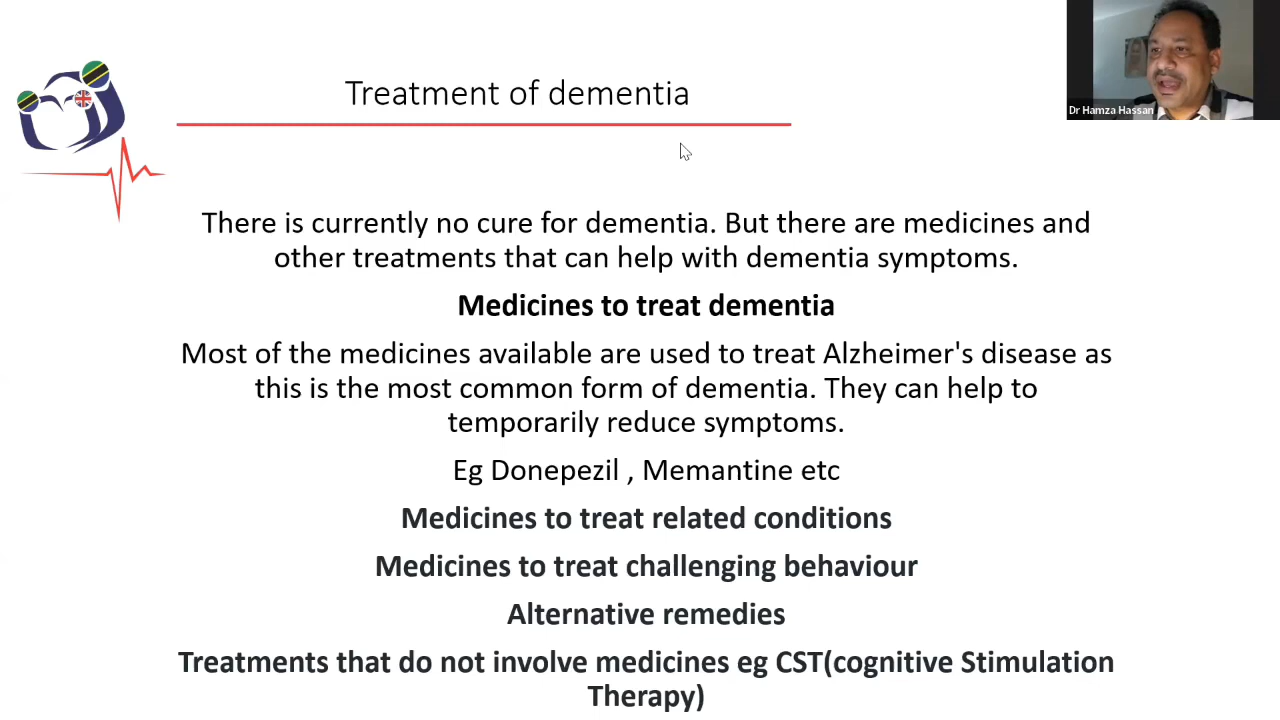 Treatment of dementia
Dr Hamza Hassan
There is currently no cure for dementia. But there are medicines and
other treatments that can help with dementia symptoms.
Medicines to treat dementia
Most of the medicines available are used to treat Alzheimer's disease as
this is the most common form of dementia. They can help to
temporarily reduce symptoms.
Eg Donepezil , Memantine etc
Medicines to treat related conditions
Medicines to treat challenging behaviour
Alternative remedies
Treatments that do not involve medicines eg CST(cognitive Stimulation
Therapy)